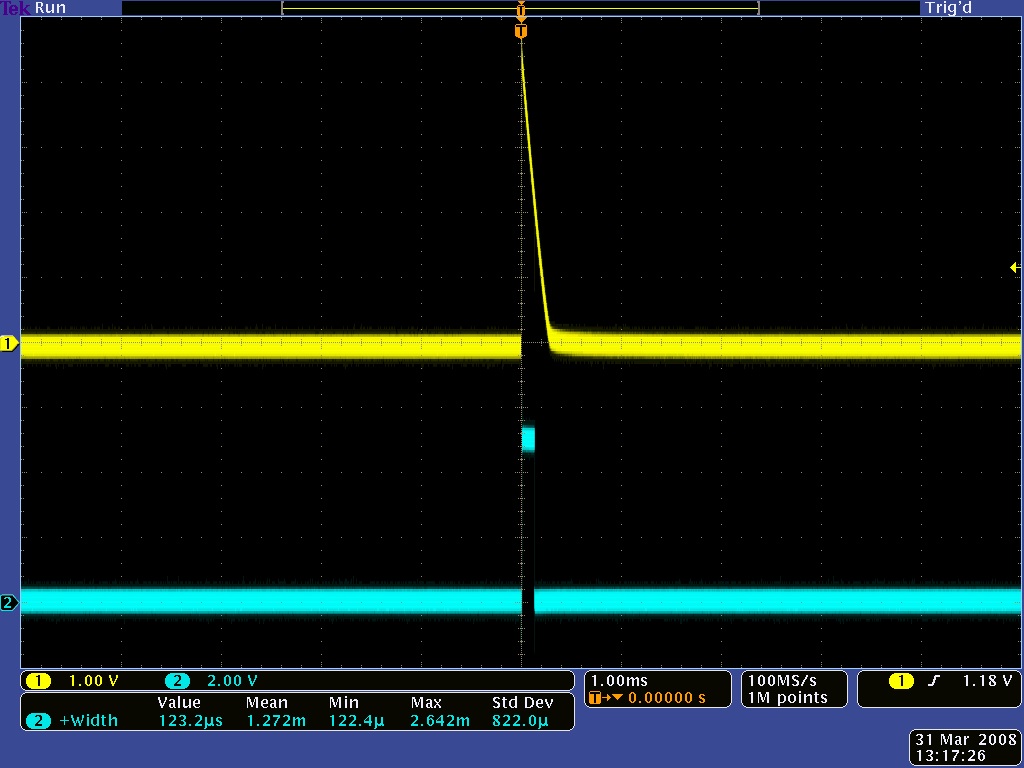 Tek Run T Trig'd
T
1
2
1 1.00 V 2 2.00 V 1.00ms 100MS/s 1 1.18 V
T→▼ 0.00000 s 1M points
Value Mean Min Max Std Dev
2 +Width 123.2µs 1.272m 122.4µ 2.642m 822.0µ
31 Mar 2008
13:17:26